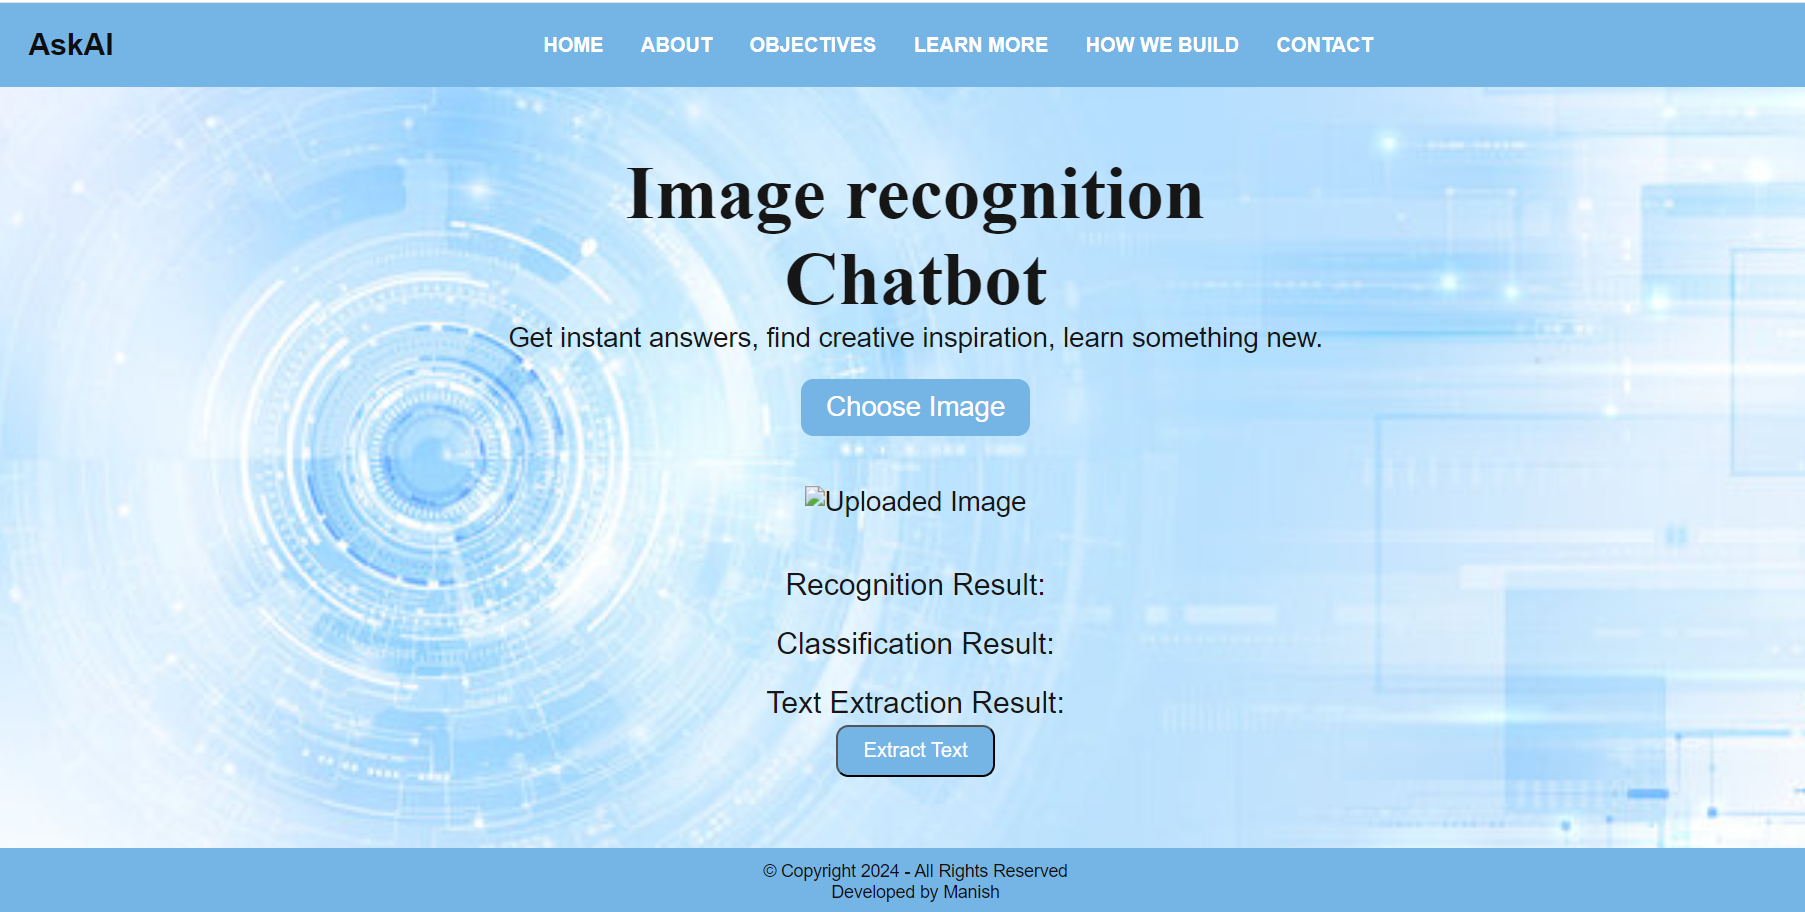 AskAI
HOME ABOUT OBJECTIVES LEARN MORE HOW WE BUILD CONTACT
Image recognition
Chatbot
Get instant answers, find creative inspiration, learn something new.
Choose Image
Uploaded Image
Recognition Result:
Classification Result:
Text Extraction Result:
Extract Text
© Copyright 2024 - All Rights Reserved
Developed by Manish